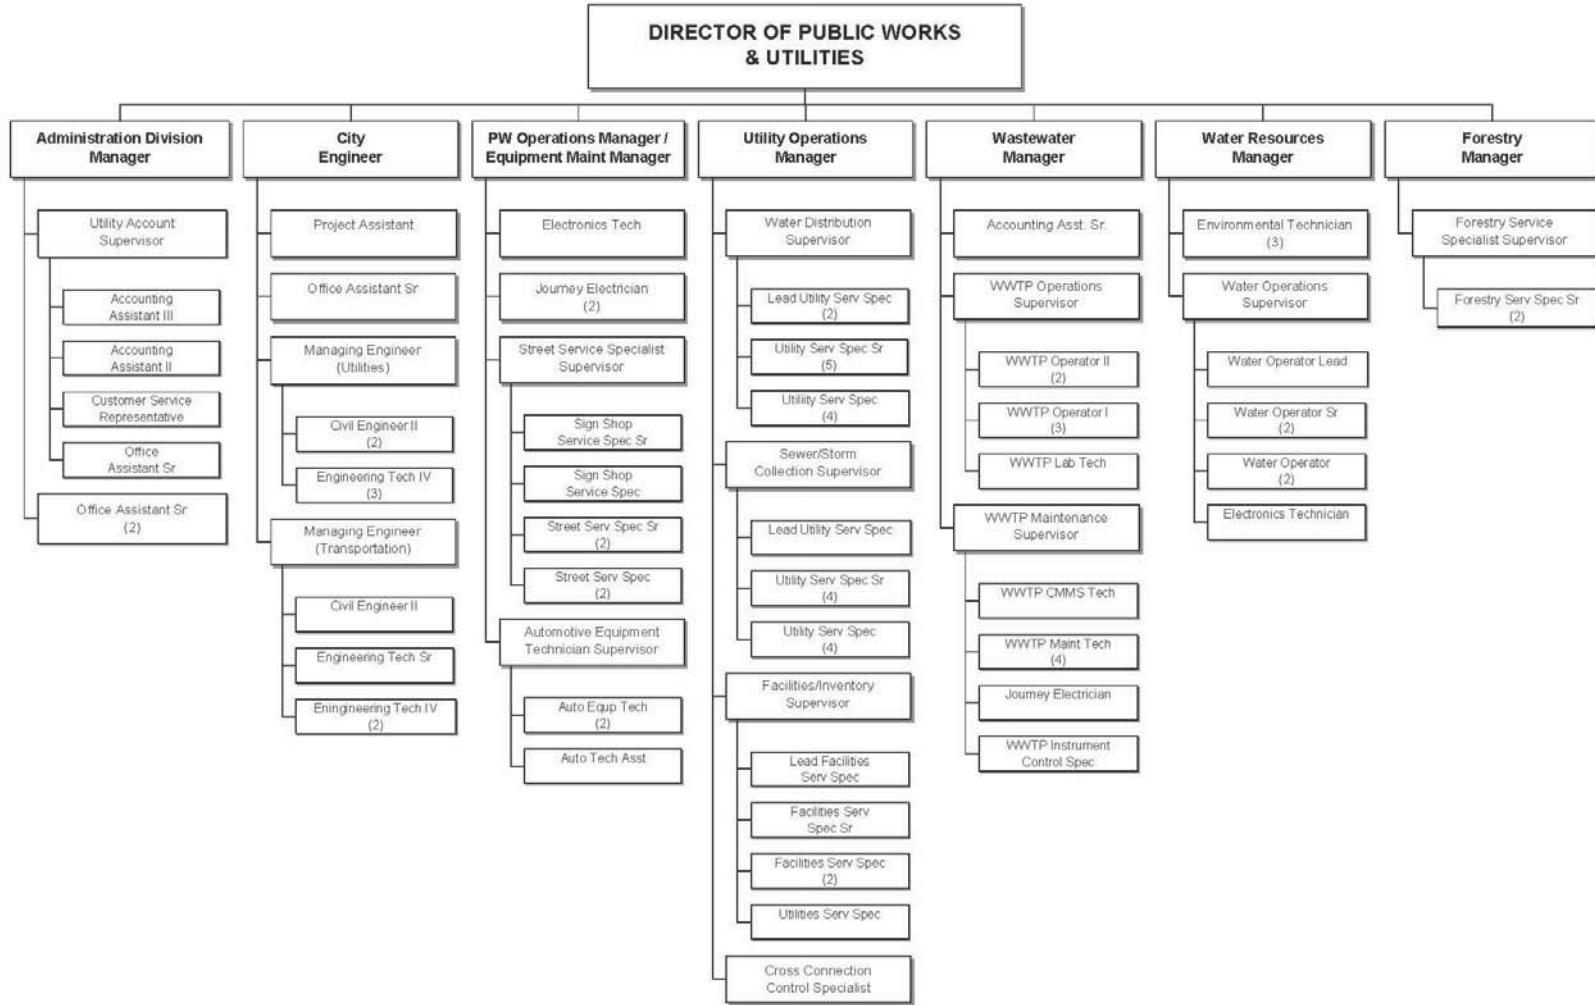 DIRECTOR OF PUBLIC WORKS
& UTILITIES
Administration Division
Manager
Utility Account
Supervisor
Accounting
Assistant III
Accounting
Assistant II
Customer Service
Representative
Office
Assistant Sr
Office Assistant Sr
(2)
City
Engineer
Project Assistant
Office Assistant Sr
Managing Engineer
(Utilities)
Civil Engineer II
(2)
Engineering Tech IV
(3)
Managing Engineer
(Transportation)
Civil Engineer II
Engineering Tech Sr
Eningineering Tech IV
(2)
PW Operations Manager /
Equipment Maint Manager
Electronics Tech
Journey Electrician
(2)
Street Service Specialist
Supervisor
Sign Shop
Service Spec Sr
Sign Shop
Service Spec
Street Serv Spec Sr
(2)
Street Serv Spec
(2)
Automotive Equipment
Technician Supervisor
Auto Equp Tech
(2)
Auto Tech Asst
Utility Operations
Manager
Water Distribution
Supervisor
Lead Utility Serv Spec
(2)
Utility Serv Spec Sr
(5)
Utility Serv Spec
(4)
Sewer/Storm
Collection Supervisor
Lead Utility Serv Spec
Utility Serv Spec Sr
(4)
Utility Serv Spec
(4)
Facilities/Inventory
Supervisor
Lead Facilities
Serv Spec
Facilities Serv
Spec Sr
Facilities Serv Spec
(2)
Utilities Serv Spec
Cross Connection
Control Specialist
Wastewater
Manager
Accounting Asst. Sr.
WWTP Operations
Supervisor
WWTP Operator II
(2)
WWTP Operator I
(3)
WWTP Lab Tech
WWTP Maintenance
Supervisor
WWTP CMMS Tech
WWTP Maint Tech
(4)
Journey Electrician
WWTP Instrument
Control Spec
Water Resources
Manager
Environmental Technician
(3)
Water Operations
Supervisor
Water Operator Lead
Water Operator Sr
(2)
Water Operator
(2)
Electronics Technician
Forestry
Manager
Forestry Service
Specialist Supervisor
Forestry Serv Spec Sr
(2)